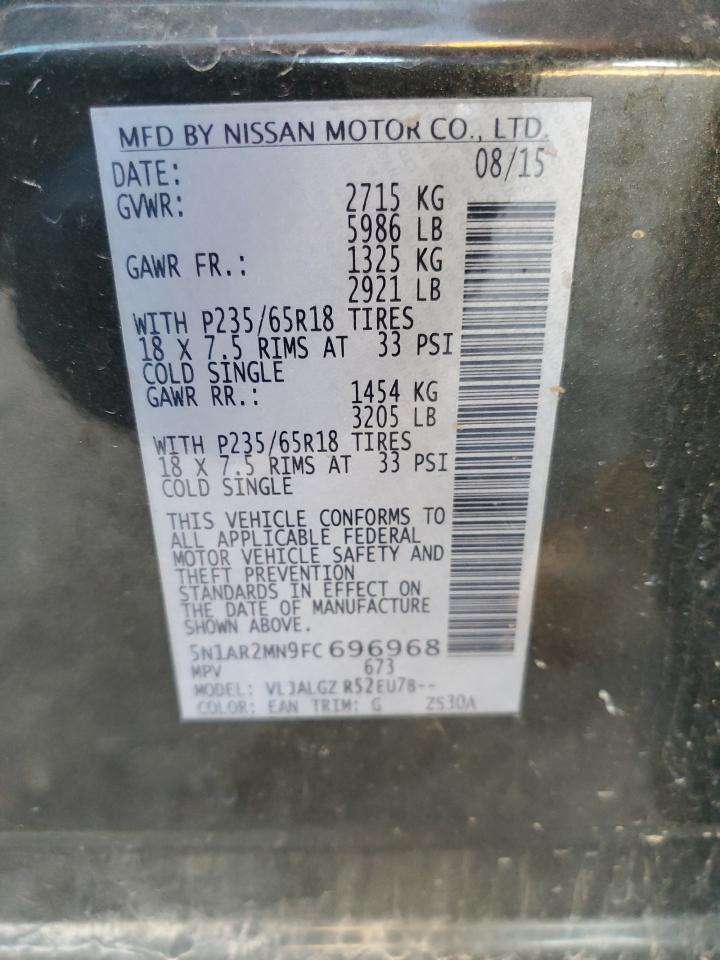 MFD BY NISSAN MOTOR CO., LTD.
DATE: 08/15
GVWR: 2715 KG
5986 LB
GAWR FR.: 1325 KG
2921 LB
WITH P235/65R18 TIRES
18 X 7.5 RIMS AT 33 PSI
COLD SINGLE
GAWR RR.: 1454 KG
3205 LB
WITH P235/65R18 TIRES
18 X 7.5 RIMS AT 33 PSI
COLD SINGLE
THIS VEHICLE CONFORMS TO
ALL APPLICABLE FEDERAL
MOTOR VEHICLE SAFETY AND
THEFT PREVENTION
STANDARDS IN EFFECT ON
THE DATE OF MANUFACTURE
SHOWN ABOVE.
5N1AR2MN9FC696968
MPV 673
MODEL: VLJALGZ R52EU7B--
COLOR: EAN TRIM: G ZS30A